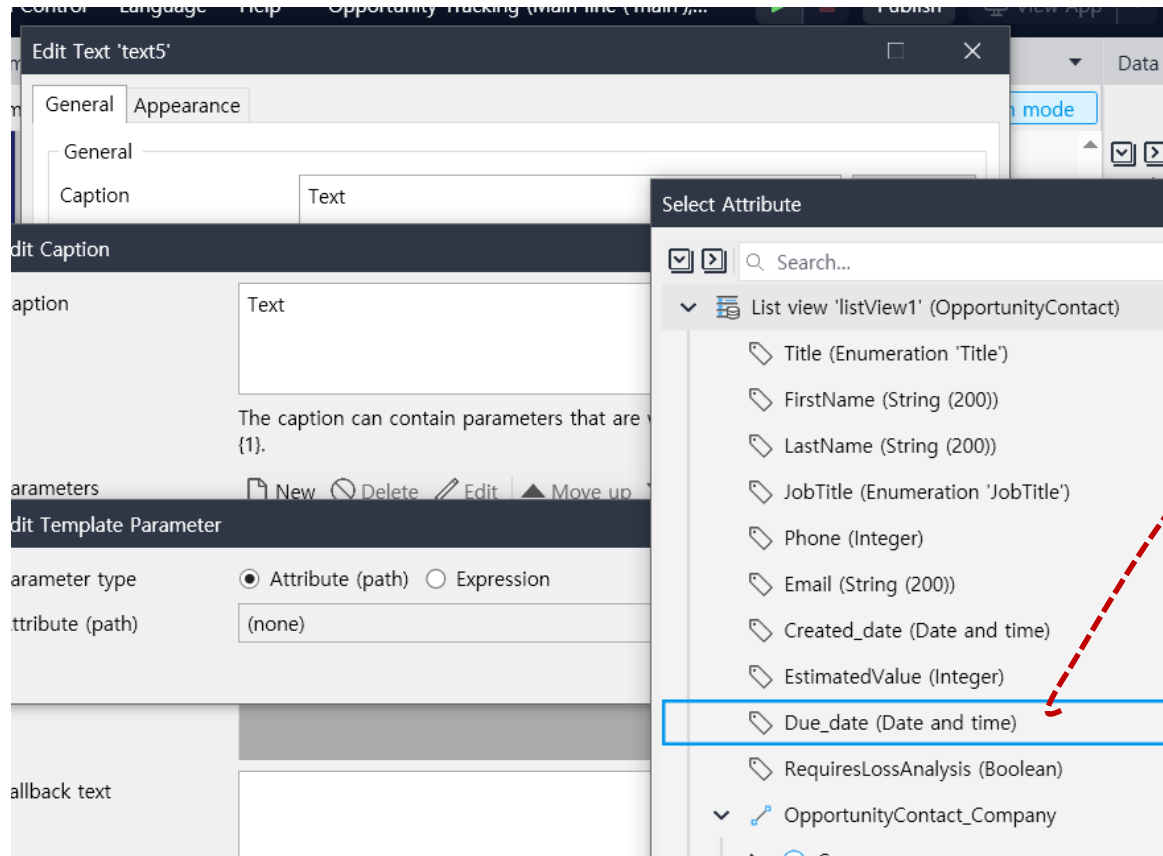 Control Language Help Opportunity Tracking (Main line ('main'),... Publish View App
Edit Text 'text5'
Data
General Appearance
mode
General
Caption Text
Select Attribute
dit Caption
Search...
aption Text
List view 'listView1' (OpportunityContact)
Title (Enumeration 'Title')
FirstName (String (200))
The caption can contain parameters that are
{1}.
LastName (String (200))
arameters New Delete Edit Move up
JobTitle (Enumeration 'JobTitle')
dit Template Parameter
Phone (Integer)
arameter type Attribute (path) Expression
Email (String (200))
ttribute (path) (none)
Created_date (Date and time)
EstimatedValue (Integer)
Due_date (Date and time)
RequiresLossAnalysis (Boolean)
allback text
OpportunityContact_Company